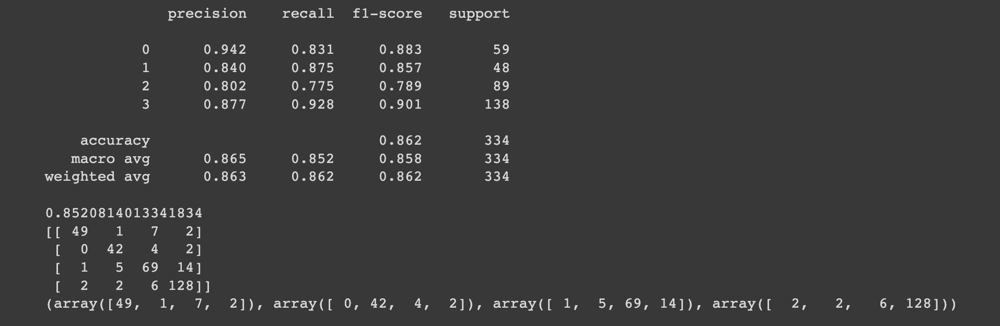 precision    recall  f1-score   support
0      0.942     0.831     0.883        59
1      0.840     0.875     0.857        48
2      0.802     0.775     0.789        89
3      0.877     0.928     0.901       138
accuracy                          0.862       334
macro avg      0.865     0.852     0.858       334
weighted avg      0.863     0.862     0.862       334
0.8520814013341834
[[ 49   1   7   2]
[  0  42   4   2]
[  1   5  69  14]
[  2   2   6 128]]
(array([49,  1,  7,  2]), array([ 0, 42,  4,  2]), array([ 1,  5, 69, 14]), array([  2,   2,   6, 128]))